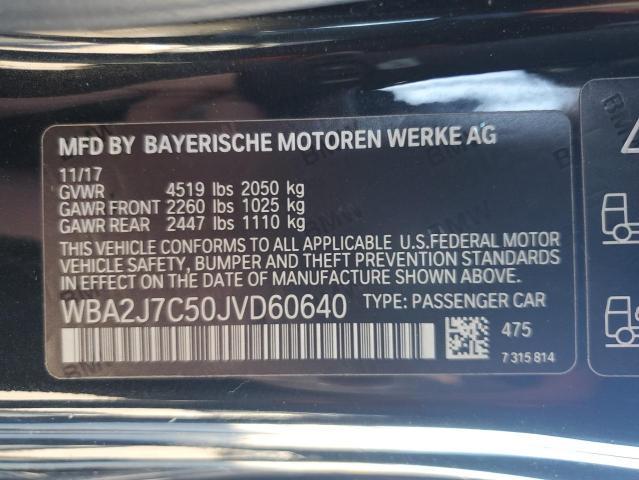 MFD BY BAYERISCHE MOTOREN WERKE AG
11/17
GVWR 4519 lbs 2050 kg
GAWR FRONT 2260 lbs 1025 kg
GAWR REAR 2447 lbs 1110 kg
THIS VEHICLE CONFORMS TO ALL APPLICABLE U.S.FEDERAL MOTOR
VEHICLE SAFETY, BUMPER AND THEFT PREVENTION STANDARDS
IN EFFECT ON THE DATE OF MANUFACTURE SHOWN ABOVE.
WBA2J7C50JVD60640 TYPE: PASSENGER CAR
475
7 315 814